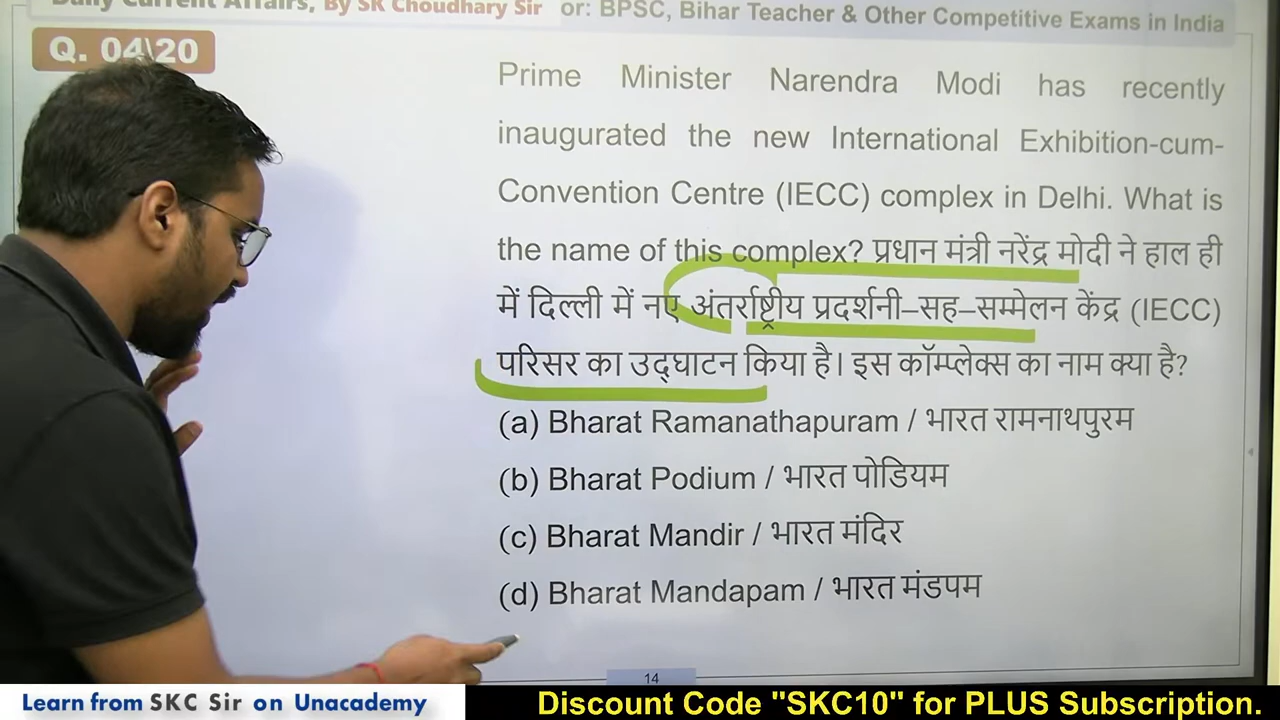 Daily Current Affairs, By SK Choudhary Sir or: BPSC, Bihar Teacher & Other Competitive Exams in India
Q. 04\20
Prime Minister Narendra Modi has recently
inaugurated the new International Exhibition-cum-
Convention Centre (IECC) complex in Delhi. What is
the name of this complex? प्रधान मंत्री नरेंद्र मोदी ने हाल ही
में दिल्ली में नए अंतर्राष्ट्रीय प्रदर्शनी–सह–सम्मेलन केंद्र (IECC)
परिसर का उद्घाटन किया है। इस कॉम्प्लेक्स का नाम क्या है?
(a) Bharat Ramanathapuram / भारत रामनाथपुरम
(b) Bharat Podium / भारत पोडियम
(c) Bharat Mandir / भारत मंदिर
(d) Bharat Mandapam / भारत मंडपम
14
Learn from SKC Sir on Unacademy
Discount Code "SKC10" for PLUS Subscription.